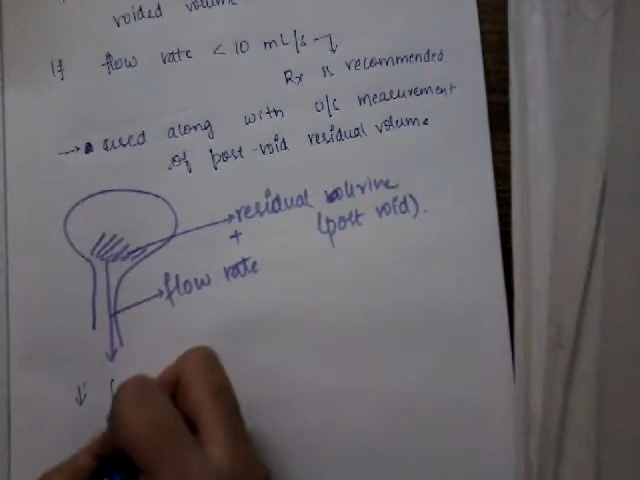 voided volume
If flow rate < 10 mL/s
Rx is recommended
→ used along with o/c measurement
of post-void residual volume
residual urine
+ (post void).
flow rate
↓